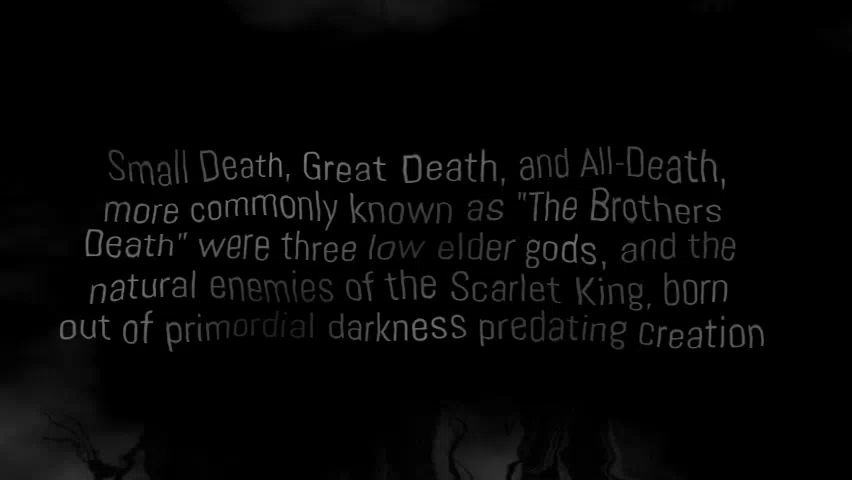 Small Death, Great Death, and All-Death,
more commonly known as "The Brothers
Death" were three low elder gods, and the
natural enemies of the Scarlet King, born
out of primordial darkness predating creation